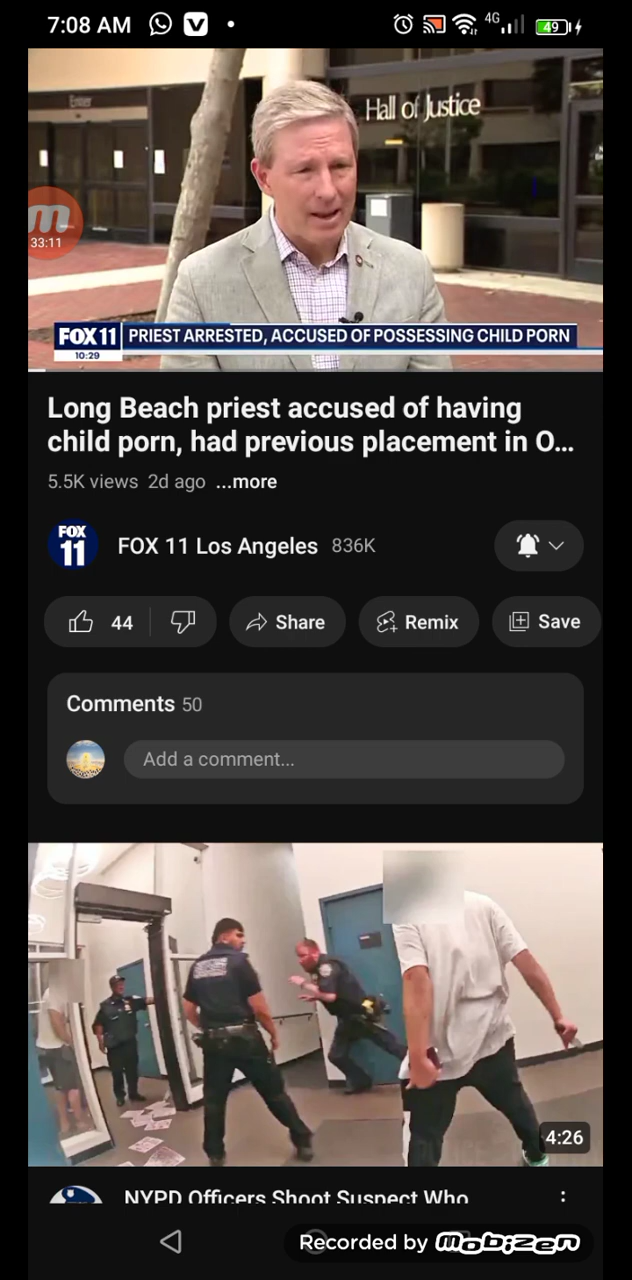 7:08 AM
4G
49
Enter
Hall of Justice
m
33:11
FOX 11
PRIEST ARRESTED, ACCUSED OF POSSESSING CHILD PORN
10:29
Long Beach priest accused of having
child porn, had previous placement in O...
5.5K views 2d ago ...more
FOX 11
FOX 11 Los Angeles 836K
44
Share
Remix
Save
Comments 50
Add a comment...
4:26
NYPD Officers Shoot Suspect Who
Recorded by mobizen